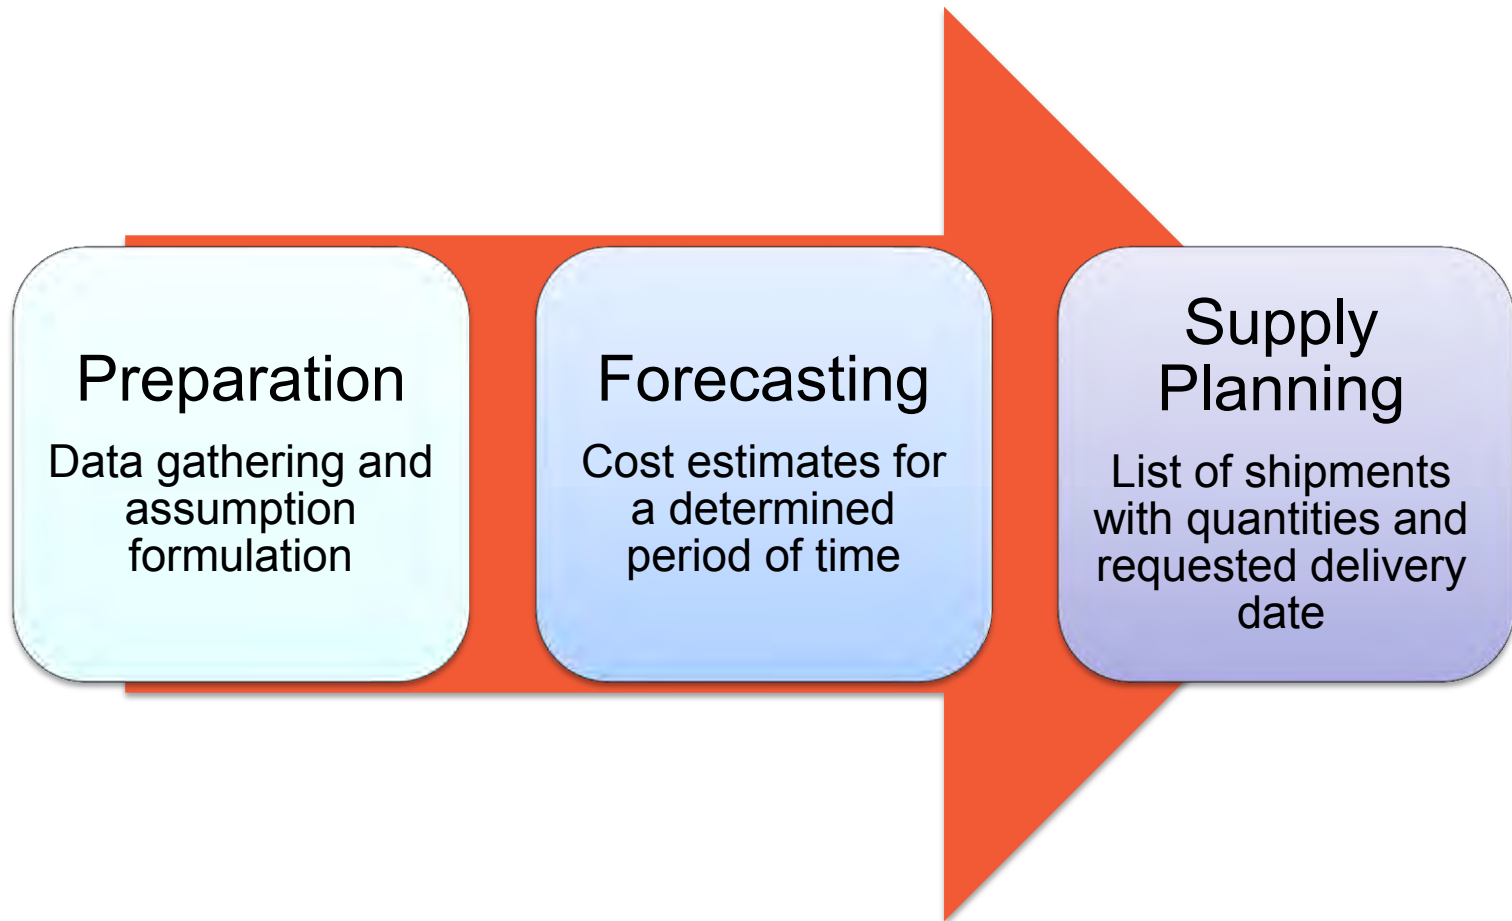 Preparation
Data gathering and
assumption
formulation
Forecasting
Cost estimates for
a determined
period of time
Supply
Planning
List of shipments
with quantities and
requested delivery
date